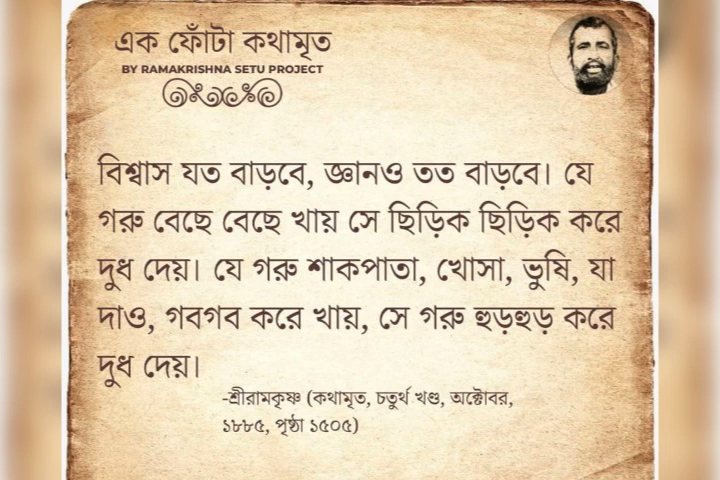 এক ফোঁটা কথামৃত
BY RAMAKRISHNA SETU PROJECT
বিশ্বাস যত বাড়বে, জ্ঞানও তত বাড়বে। যে
গরু বেছে বেছে খায় সে ছিড়িক ছিড়িক করে
দুধ দেয়। যে গরু শাকপাতা, খোসা, ভুষি, যা
দাও, গবগব করে খায়, সে গরু হুড়হুড় করে
দুধ দেয়।
-শ্রীরামকৃষ্ণ (কথামৃত, চতুর্থ খণ্ড, অক্টোবর,
১৮৮৫, পৃষ্ঠা ১৫০৫)